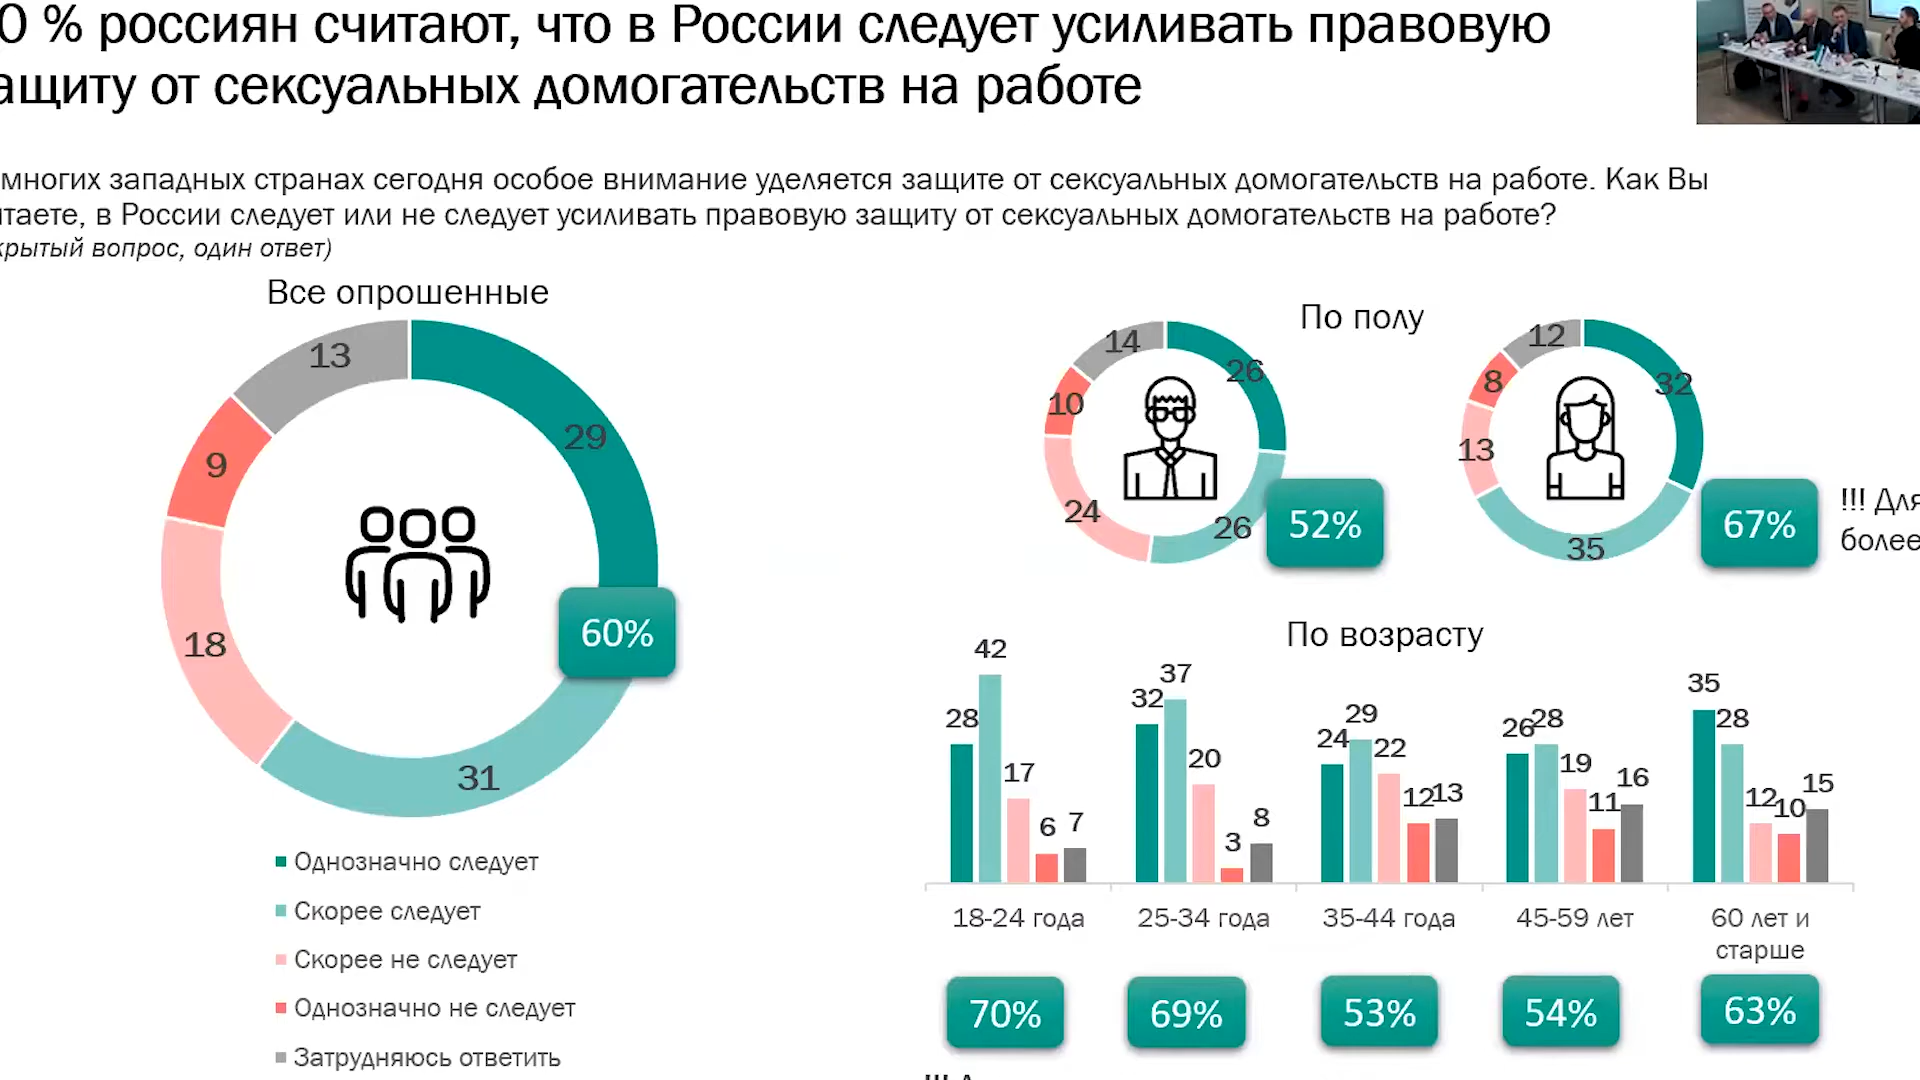 0 % россиян считают, что в России следует усиливать правовую
ащиту от сексуальных домогательств на работе
многих западных странах сегодня особое внимание уделяется защите от сексуальных домогательств на работе. Как Вы
итаете, в России следует или не следует усиливать правовую защиту от сексуальных домогательств на работе?
крытый вопрос, один ответ)
Все опрошенные
13
29
9
18
31
60%
Однозначно следует
Скорее следует
Скорее не следует
Однозначно не следует
Затрудняюсь ответить
По полу
14
26
10
24
26
52%
12
32
8
13
35
67%
!!! Для
более
По возрасту
28 42 17 6 7
32 37 20 3 8
24 29 22 12 13
26 28 19 11 16
35 28 12 10 15
18-24 года
25-34 года
35-44 года
45-59 лет
60 лет и
старше
70%
69%
53%
54%
63%